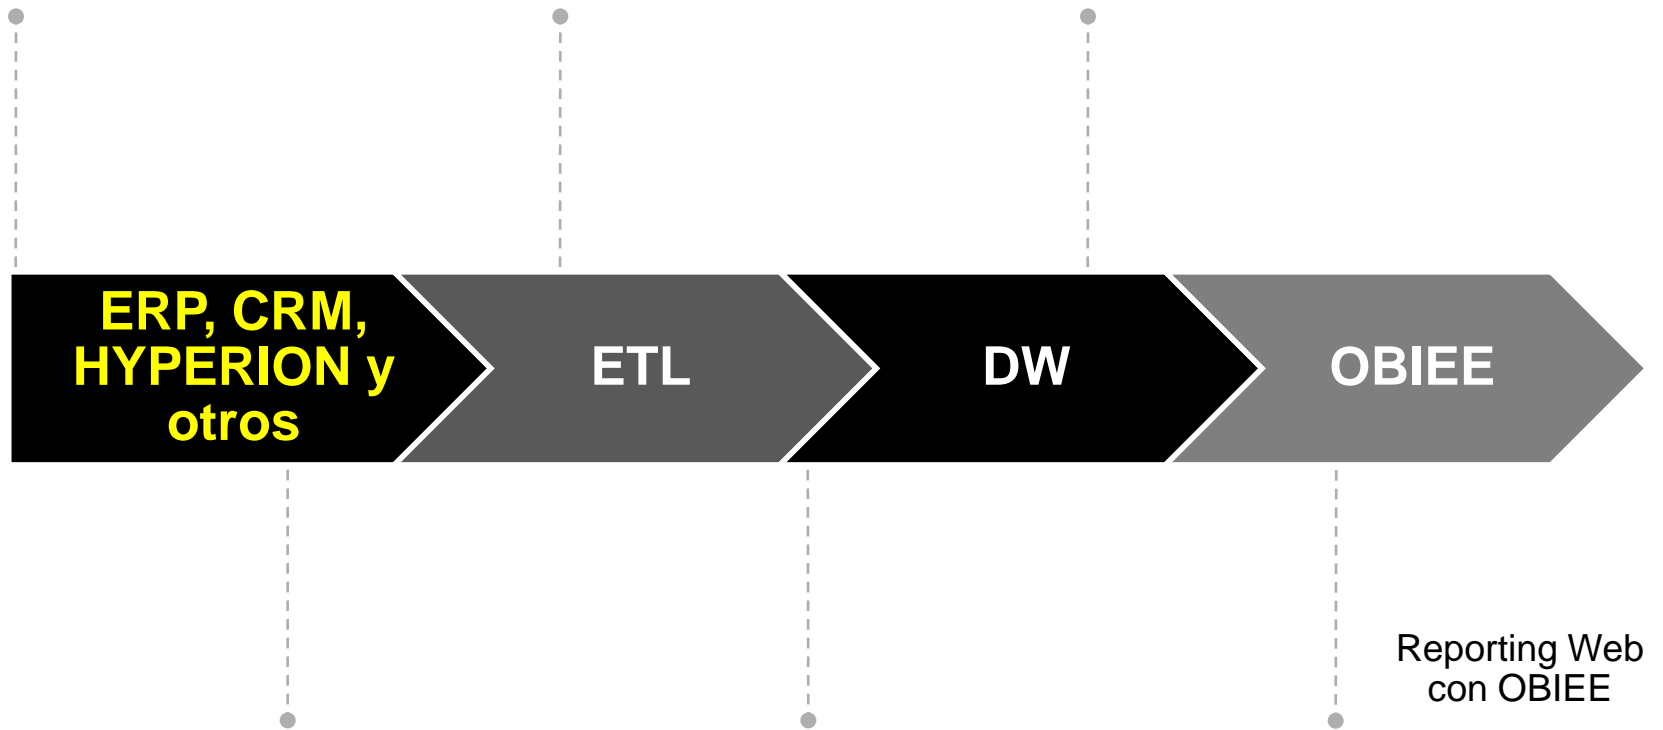 ERP, CRM,
HYPERION y
otros
ETL
DW
OBIEE
Reporting Web
con OBIEE